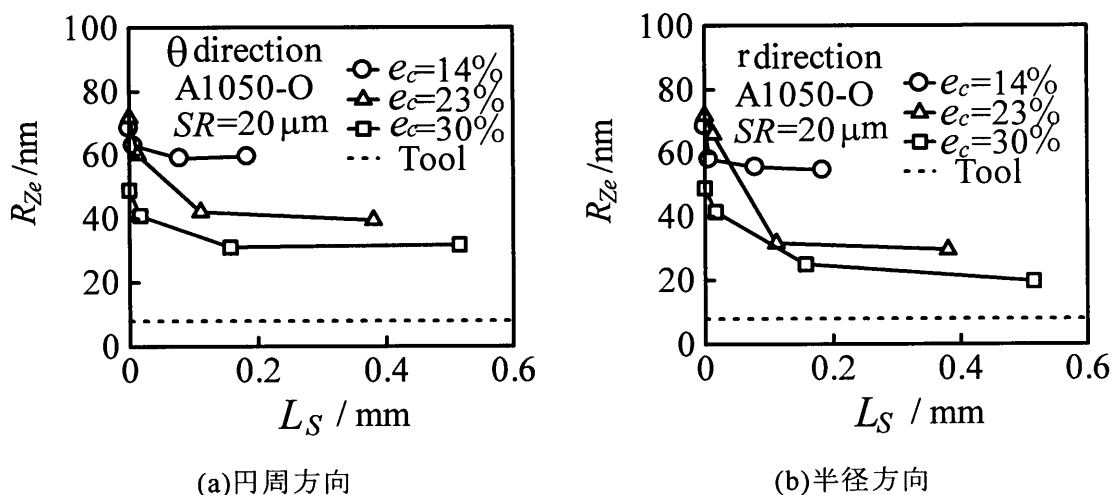 100
80
60
40
20
0
R_Ze /nm
θ direction
A1050-O
SR=20 μm
e_c=14%
e_c=23%
e_c=30%
Tool
0 0.2 0.4 0.6
L_S / mm
(a)円周方向
100
80
60
40
20
0
R_Ze /nm
r direction
A1050-O
SR=20 μm
e_c=14%
e_c=23%
e_c=30%
Tool
0 0.2 0.4 0.6
L_S / mm
(b)半径方向